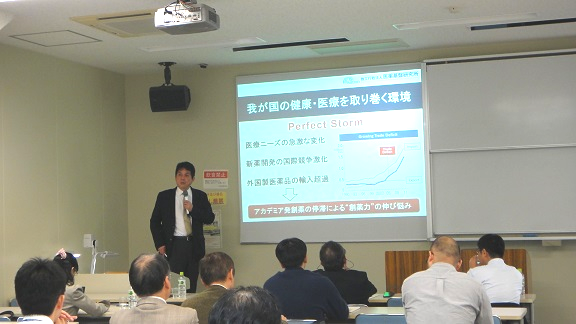 我が国の健康・医療を取り巻く環境
Perfect Storm
医療ニーズの急激な変化
新薬開発の国際競争激化
外国製医薬品の輸入超過
アカデミア発創薬の停滞による“創薬力”の伸び悩み